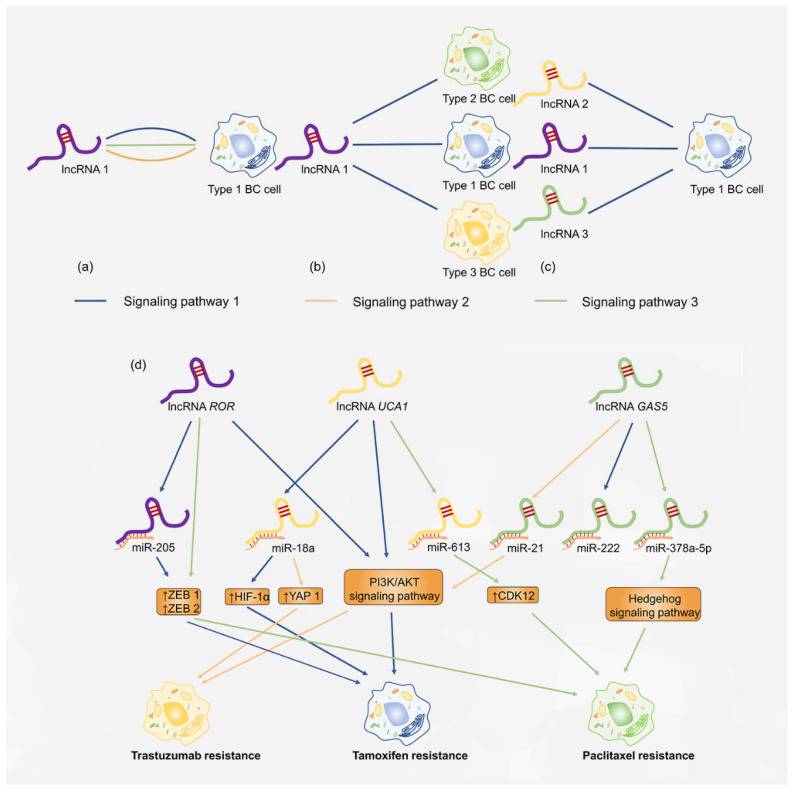 Type 2 BC cell
lncRNA 2
lncRNA 1
Type 1 BC cell
lncRNA 1
Type 1 BC cell
lncRNA 1
Type 1 BC cell
lncRNA 3
Type 3 BC cell
(a)
(b)
(c)
Signaling pathway 1
Signaling pathway 2
Signaling pathway 3
(d)
lncRNA ROR
lncRNA UCA1
lncRNA GAS5
miR-205
miR-18a
miR-613
miR-21
miR-222
miR-378a-5p
↑ZEB 1
↑ZEB 2
↑HIF-1α
↑YAP 1
PI3K/AKT
signaling pathway
↑CDK12
Hedgehog
signaling pathway
Trastuzumab resistance
Tamoxifen resistance
Paclitaxel resistance